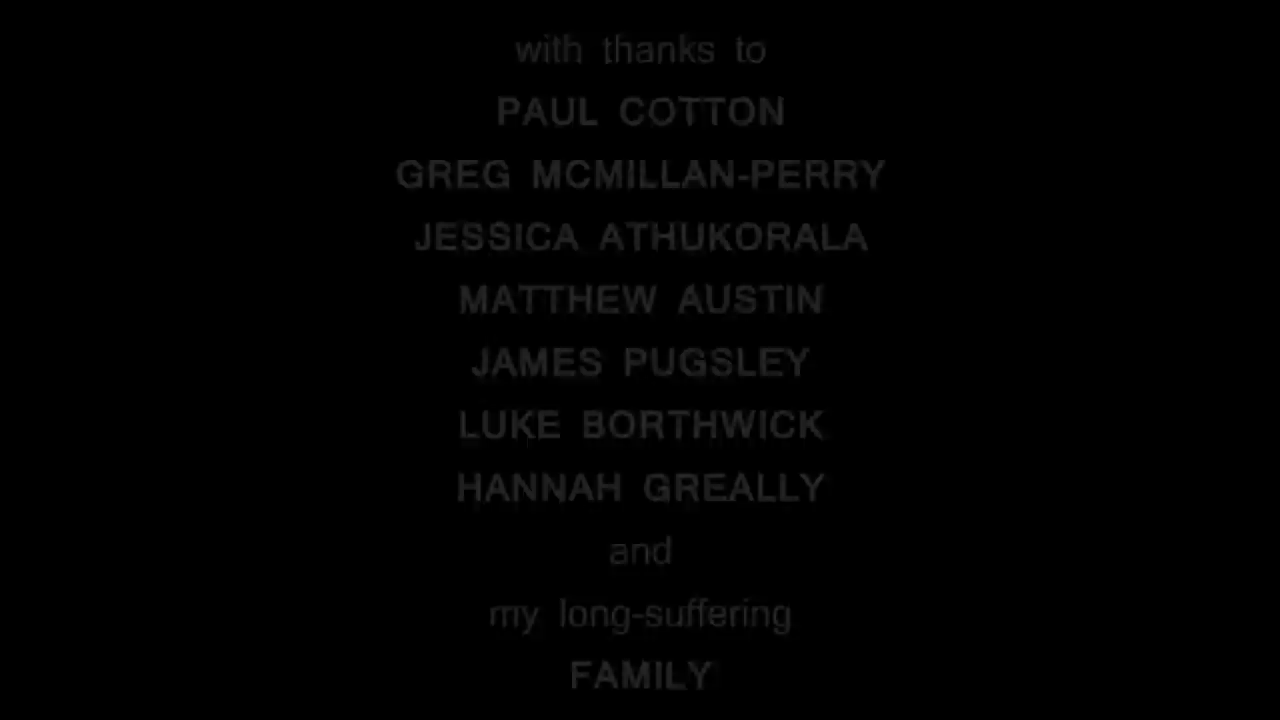 with thanks to
PAUL COTTON
GREG MCMILLAN-PERRY
JESSICA ATHUKORALA
MATTHEW AUSTIN
JAMES PUGSLEY
LUKE BORTHWICK
HANNAH GREALLY
and
my long-suffering
FAMILY